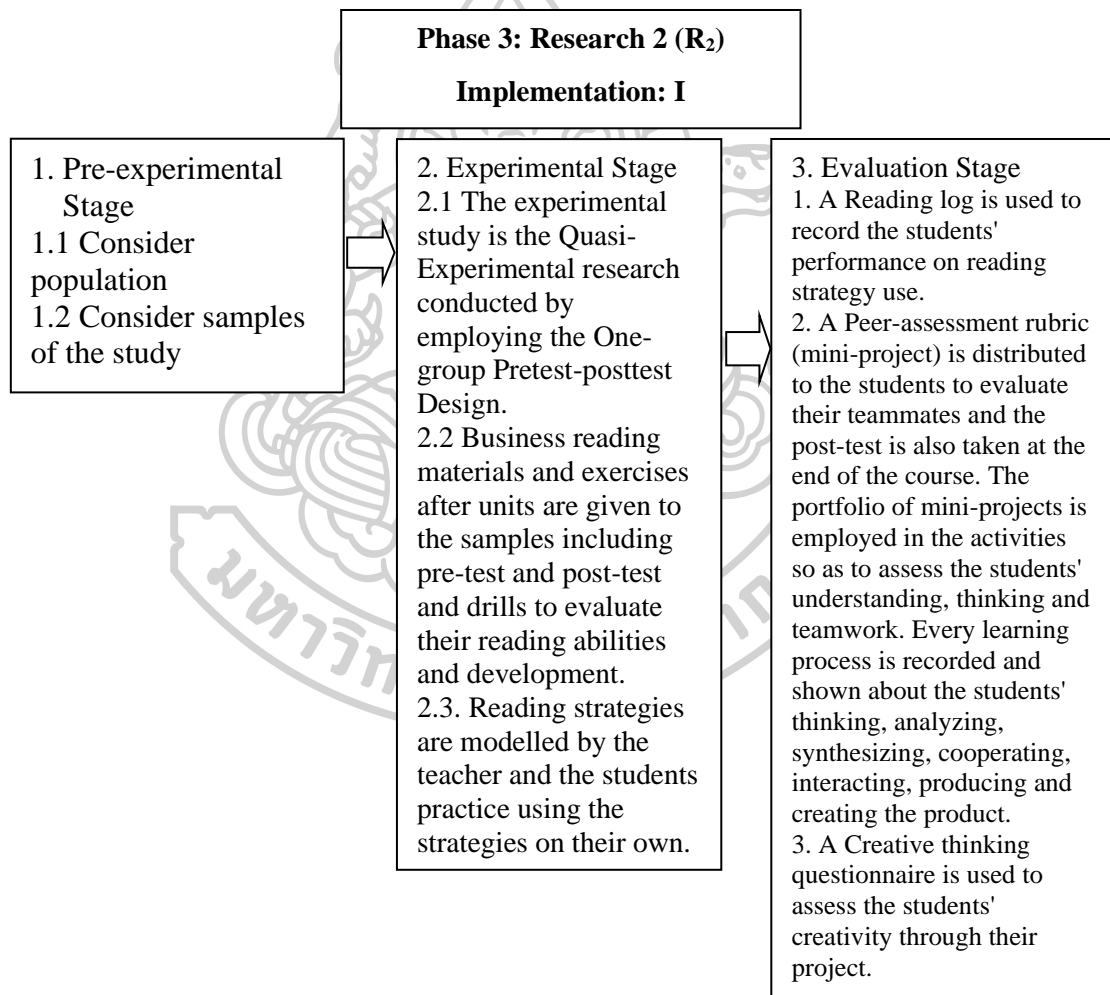 Phase 3: Research 2 (R₂)
Implementation: I
1. Pre-experimental
Stage
1.1 Consider
population
1.2 Consider samples
of the study
2. Experimental Stage
2.1 The experimental
study is the Quasi-
Experimental research
conducted by
employing the One-
group Pretest-posttest
Design.
2.2 Business reading
materials and exercises
after units are given to
the samples including
pre-test and post-test
and drills to evaluate
their reading abilities
and development.
2.3. Reading strategies
are modelled by the
teacher and the students
practice using the
strategies on their own.
3. Evaluation Stage
1. A Reading log is used to
record the students'
performance on reading
strategy use.
2. A Peer-assessment rubric
(mini-project) is distributed
to the students to evaluate
their teammates and the
post-test is also taken at the
end of the course. The
portfolio of mini-projects is
employed in the activities
so as to assess the students'
understanding, thinking and
teamwork. Every learning
process is recorded and
shown about the students'
thinking, analyzing,
synthesizing, cooperating,
interacting, producing and
creating the product.
3. A Creative thinking
questionnaire is used to
assess the students'
creativity through their
project.